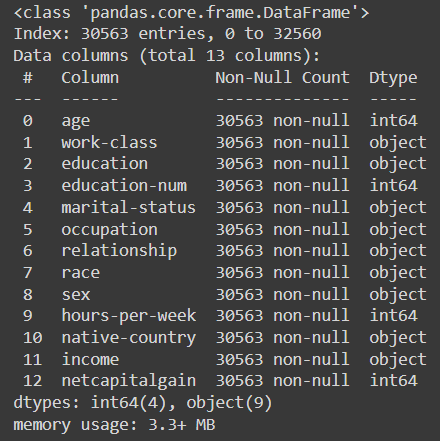 <class 'pandas.core.frame.DataFrame'>
Index: 30563 entries, 0 to 32560
Data columns (total 13 columns):
 #   Column          Non-Null Count  Dtype
---  ------          --------------  -----
 0   age             30563 non-null  int64
 1   work-class      30563 non-null  object
 2   education       30563 non-null  object
 3   education-num   30563 non-null  int64
 4   marital-status  30563 non-null  object
 5   occupation      30563 non-null  object
 6   relationship    30563 non-null  object
 7   race            30563 non-null  object
 8   sex             30563 non-null  object
 9   hours-per-week  30563 non-null  int64
 10  native-country  30563 non-null  object
 11  income          30563 non-null  object
 12  netcapitalgain  30563 non-null  int64
dtypes: int64(4), object(9)
memory usage: 3.3+ MB